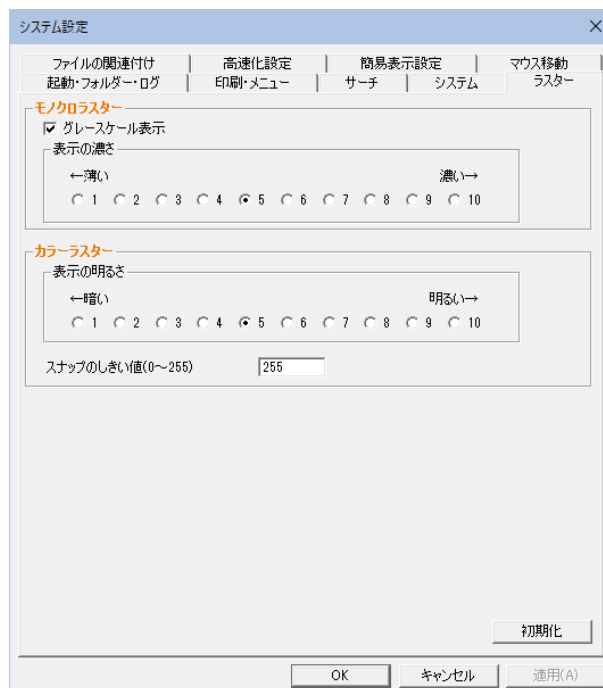 システム設定
ファイルの関連付け 高速化設定 簡易表示設定 マウス移動
起動・フォルダー・ログ 印刷・メニュー サーチ システム ラスター
モノクロラスター
グレースケール表示
表示の濃さ
←薄い 濃い→
1 2 3 4 5 6 7 8 9 10
カラーラスター
表示の明るさ
←暗い 明るい→
1 2 3 4 5 6 7 8 9 10
スナップのしきい値(0～255) 255
初期化
OK キャンセル 適用(A)